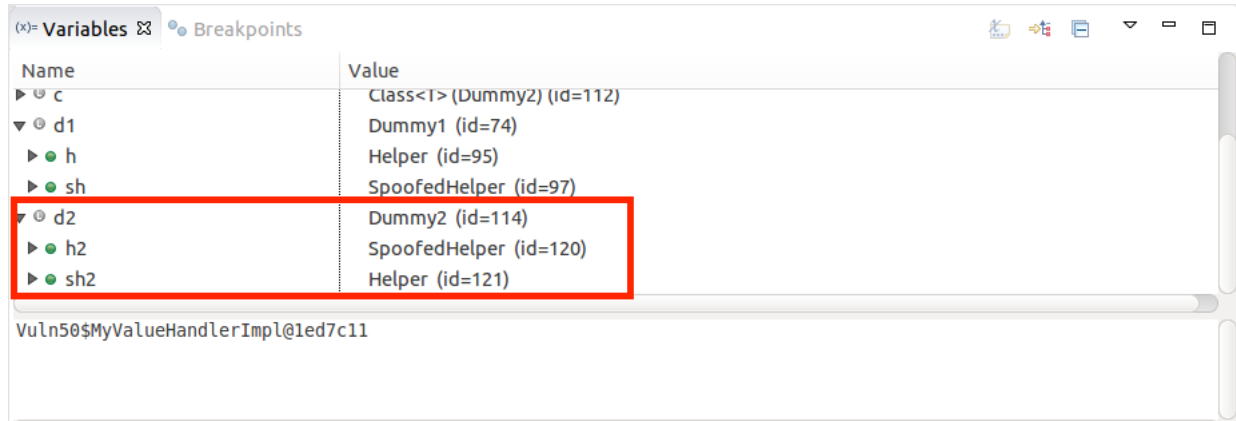 (x)= Variables Breakpoints
Name Value
c Class<T> (Dummy2) (id=112)
d1 Dummy1 (id=74)
h Helper (id=95)
sh SpoofedHelper (id=97)
d2 Dummy2 (id=114)
h2 SpoofedHelper (id=120)
sh2 Helper (id=121)
Vuln50$MyValueHandlerImpl@1ed7c11